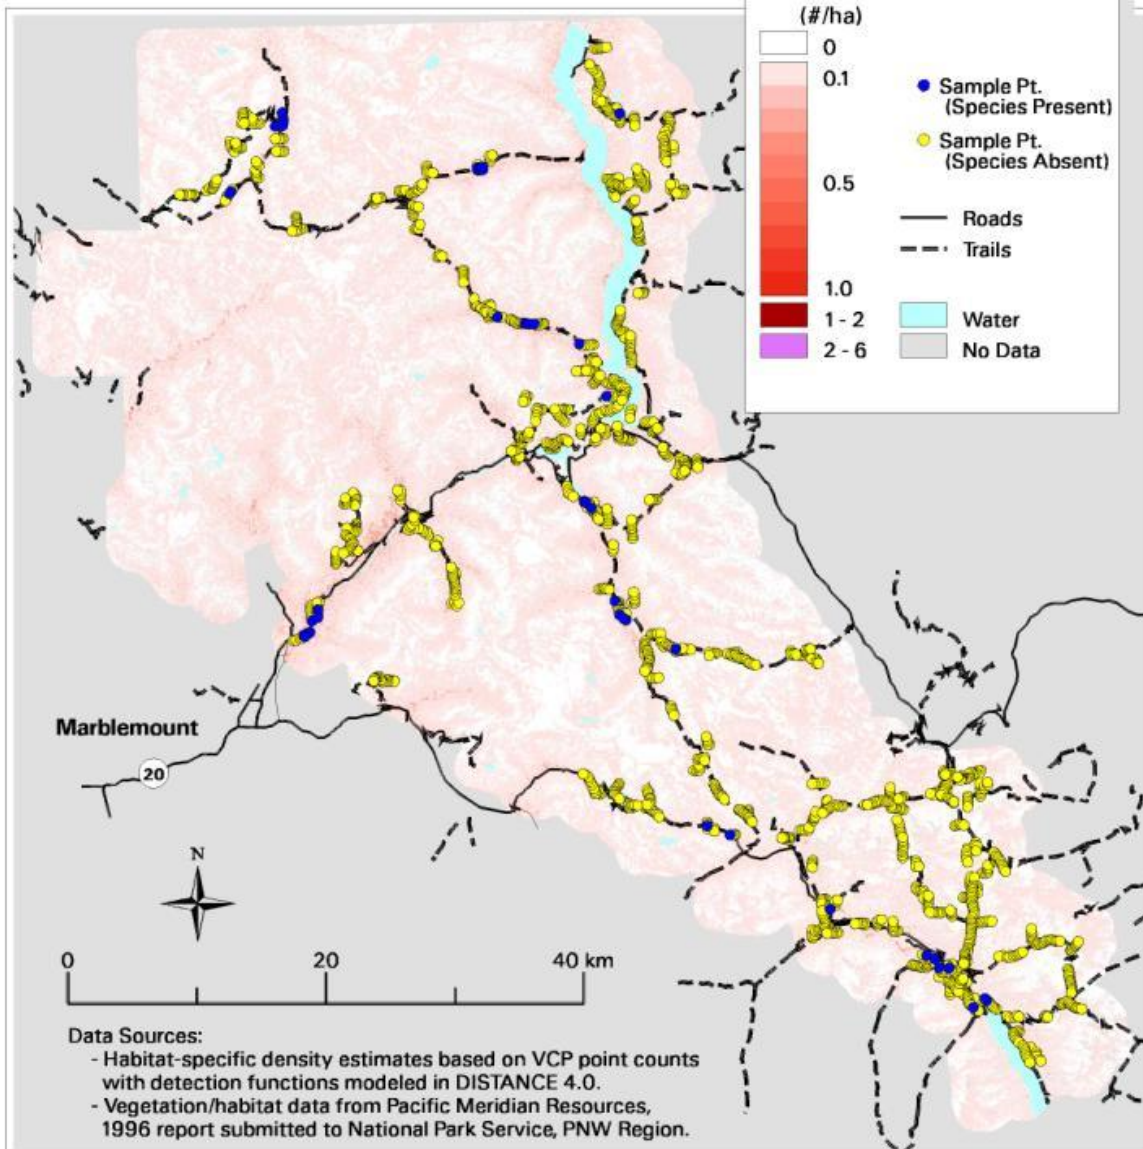 (#/ha)
0
0.1
0.5
1.0
1 - 2
2 - 6
Sample Pt.
(Species Present)
Sample Pt.
(Species Absent)
Roads
Trails
Water
No Data
Marblemount
20
N
0 20 40 km
Data Sources:
- Habitat-specific density estimates based on VCP point counts
with detection functions modeled in DISTANCE 4.0.
- Vegetation/habitat data from Pacific Meridian Resources,
1996 report submitted to National Park Service, PNW Region.